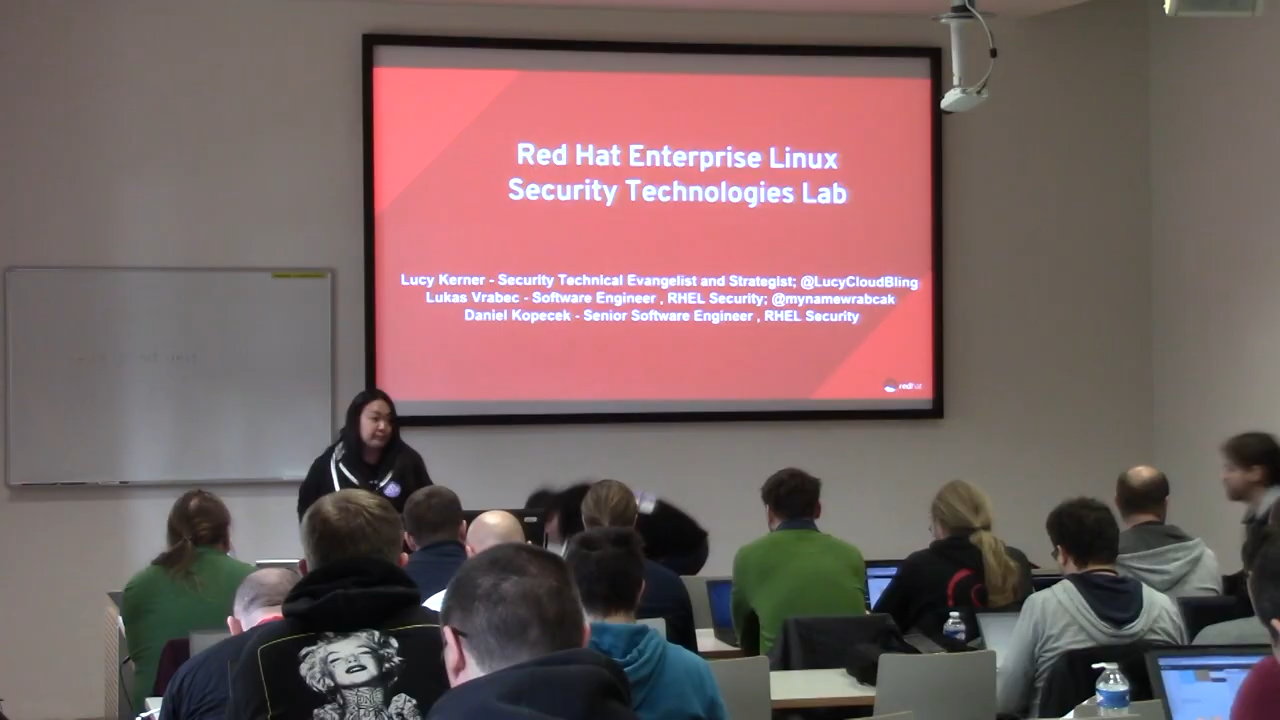 Red Hat Enterprise Linux
Security Technologies Lab
Lucy Kerner - Security Technical Evangelist and Strategist; @LucyCloudBling
Lukas Vrabec - Software Engineer , RHEL Security; @mynamewrabcak
Daniel Kopecek - Senior Software Engineer , RHEL Security
redhat